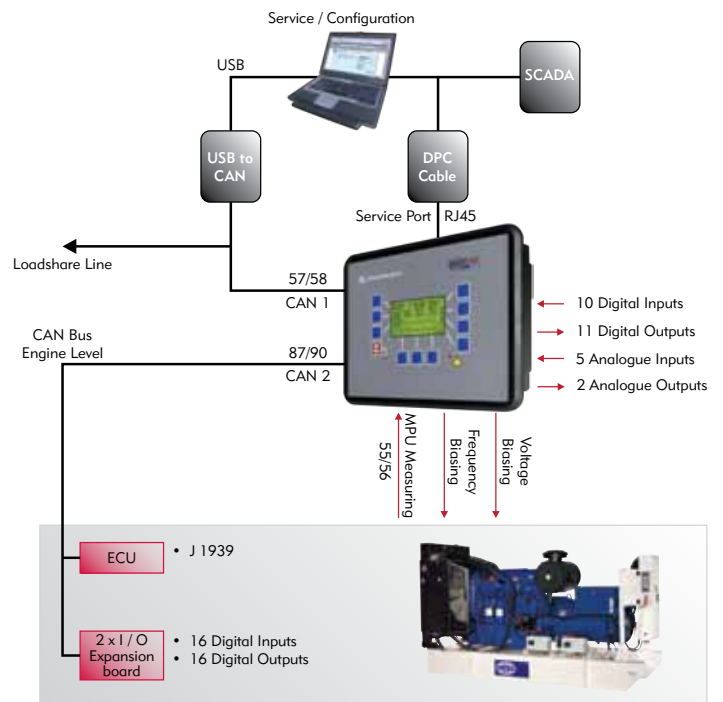 Service / Configuration
USB
SCADA
USB to
CAN
DPC
Cable
Service Port
RJ45
Loadshare Line
57/58
CAN 1
10 Digital Inputs
11 Digital Outputs
5 Analogue Inputs
2 Analogue Outputs
CAN Bus
Engine Level
87/90
CAN 2
MPU Measuring
55/56
Frequency
Biasing
Voltage
Biasing
ECU
• J 1939
2 x I / O
Expansion
board
• 16 Digital Inputs
• 16 Digital Outputs